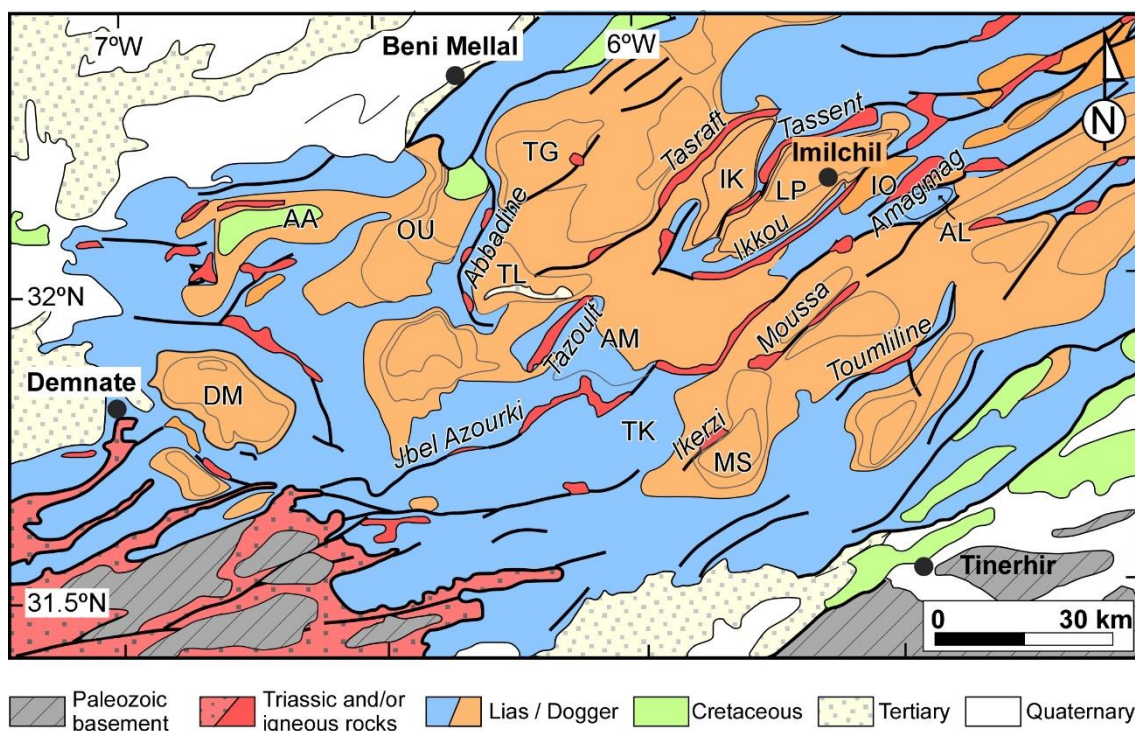 7ºW
6ºW
Beni Mellal
N
TG
Tasraft
Tassent
IK
Imilchil
LP
IO
AA
OU
Abbadine
Ikkou
Amagmag
AL
TL
32ºN
Tazoult
AM
Moussa
Toumliline
Demnate
DM
Jbel Azourki
TK
Ikerzi
MS
Tinerhir
31.5ºN
0 30 km
Paleozoic
basement
Triassic and/or
igneous rocks
Lias / Dogger
Cretaceous
Tertiary
Quaternary